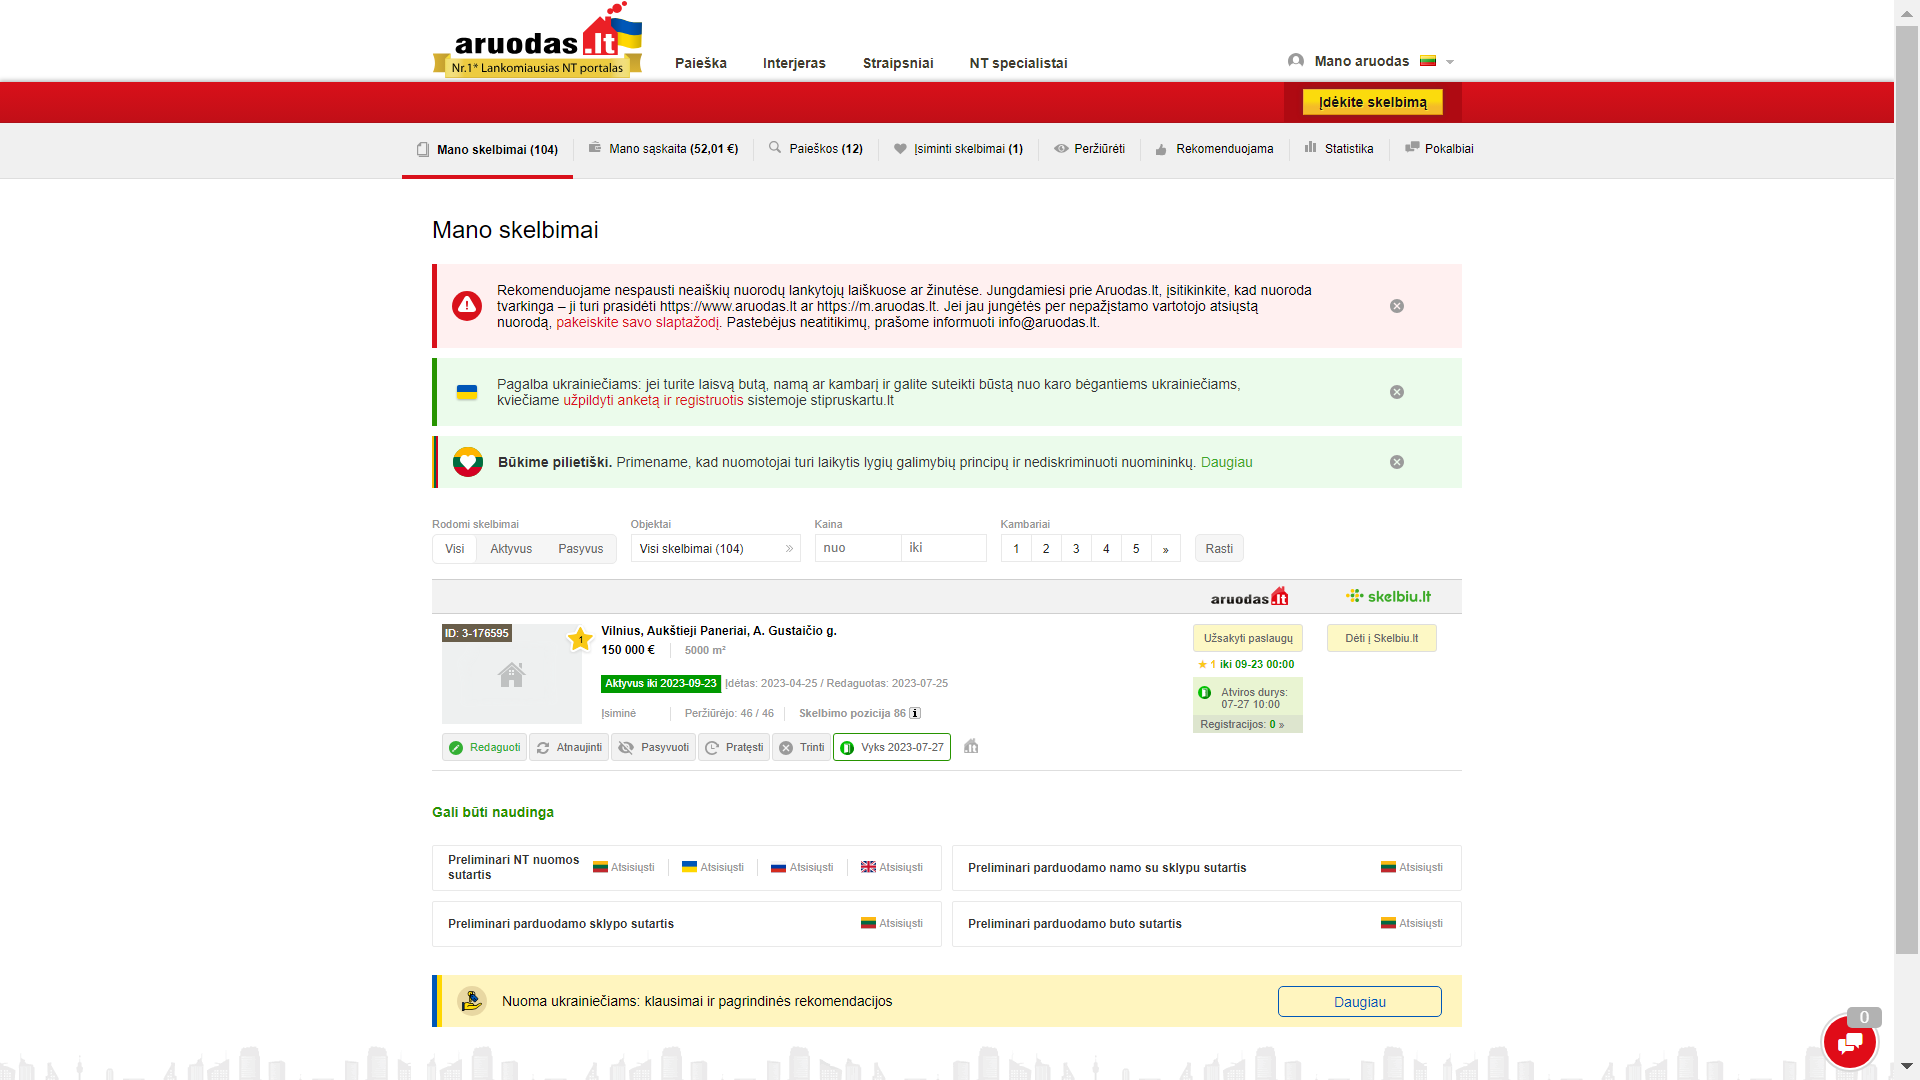 aruodas.lt
Nr.1* Lankomiausias NT portalas
Paieška
Interjeras
Straipsniai
NT specialistai
Mano aruodas
Įdėkite skelbimą
Mano skelbimai (104)
Mano sąskaita (52,01 €)
Paieškos (12)
Įsiminti skelbimai (1)
Peržiūrėti
Rekomenduojama
Statistika
Pokalbiai
Mano skelbimai
Rekomenduojame nespausti neaiškių nuorodų lankytojų laiškuose ar žinutėse. Jungdamiesi prie Aruodas.lt, įsitikinkite, kad nuoroda
tvarkinga – ji turi prasidėti https://www.aruodas.lt ar https://m.aruodas.lt. Jei jau jungėtės per nepažįstamo vartotojo atsiųstą
nuorodą, pakeiskite savo slaptažodį. Pastebėjus neatitikimų, prašome informuoti info@aruodas.lt.
Pagalba ukrainiečiams: jei turite laisvą butą, namą ar kambarį ir galite suteikti būstą nuo karo bėgantiems ukrainiečiams,
kviečiame užpildyti anketą ir registruotis sistemoje stipruskartu.lt
Būkime pilietiški. Primename, kad nuomotojai turi laikytis lygių galimybių principų ir nediskriminuoti nuomininkų. Daugiau
Rodomi skelbimai
Objektai
Kaina
Kambariai
Visi
Aktyvus
Pasyvus
Visi skelbimai (104) »
nuo
iki
1 2 3 4 5 »
Rasti
aruodas.lt
skelbiu.lt
ID: 3-176595
1
Vilnius, Aukštieji Paneriai, A. Gustaičio g.
150 000 €
5000 m²
Aktyvus iki 2023-09-23 Įdėtas: 2023-04-25 / Redaguotas: 2023-07-25
Įsiminė
Peržiūrėjo: 46 / 46
Skelbimo pozicija 86 i
Užsakyti paslaugų
Dėti į Skelbiu.lt
1 iki 09-23 00:00
Atviros durys:
07-27 10:00
Registracijos: 0 »
Redaguoti
Atnaujinti
Pasyvuoti
Pratęsti
Trinti
Vyks 2023-07-27
Gali būti naudinga
Preliminari NT nuomos
sutartis
Atsisiųsti
Atsisiųsti
Atsisiųsti
Atsisiųsti
Preliminari parduodamo namo su sklypu sutartis
Atsisiųsti
Preliminari parduodamo sklypo sutartis
Atsisiųsti
Preliminari parduodamo buto sutartis
Atsisiųsti
Nuoma ukrainiečiams: klausimai ir pagrindinės rekomendacijos
Daugiau
0